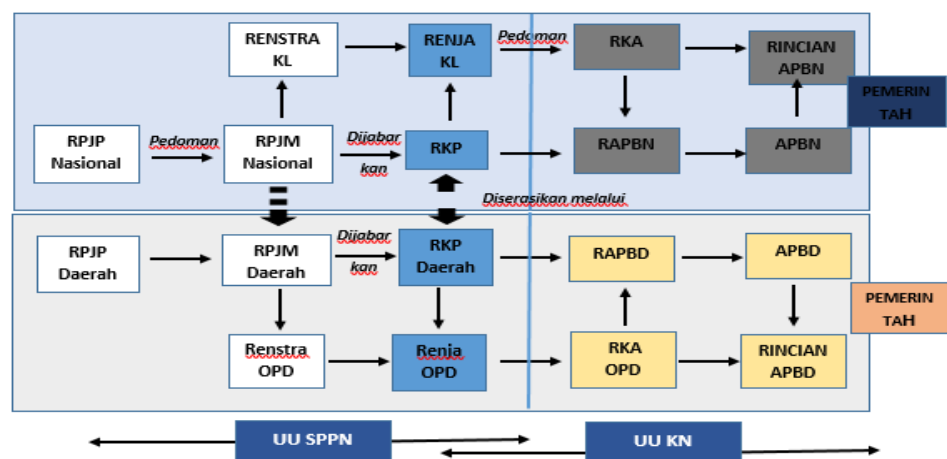 RENSTRA
KL
RENJA
KL
Pedoman
RKA
RINCIAN
APBN
PEMERIN
TAH
RPJP
Nasional
Pedoman
RPJM
Nasional
Dijabar
kan
RKP
RAPBN
APBN
Diserasikan melalui
RPJP
Daerah
RPJM
Daerah
Dijabar
kan
RKP
Daerah
RAPBD
APBD
PEMERIN
TAH
Renstra
OPD
Renja
OPD
RKA
OPD
RINCIAN
APBD
UU SPPN
UU KN